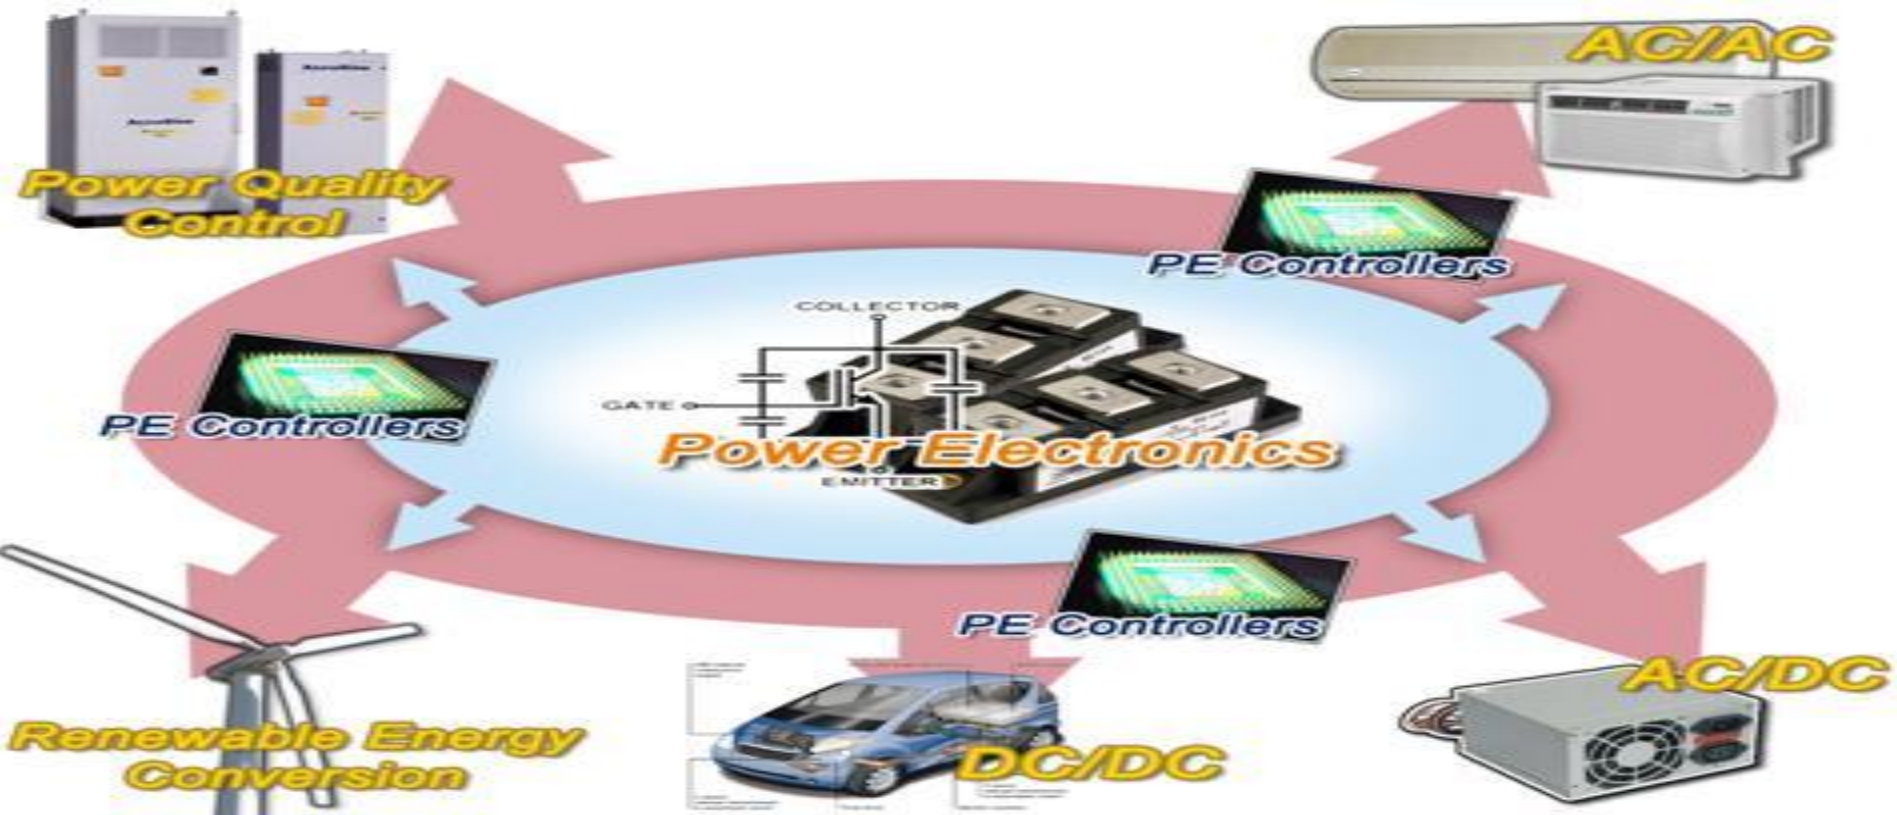 AC/AC
Power Quality
Control
PE Controllers
COLLECTOR
GATE
PE Controllers
Power Electronics
EMITTER
PE Controllers
AC/DC
Renewable Energy
Conversion
DC/DC